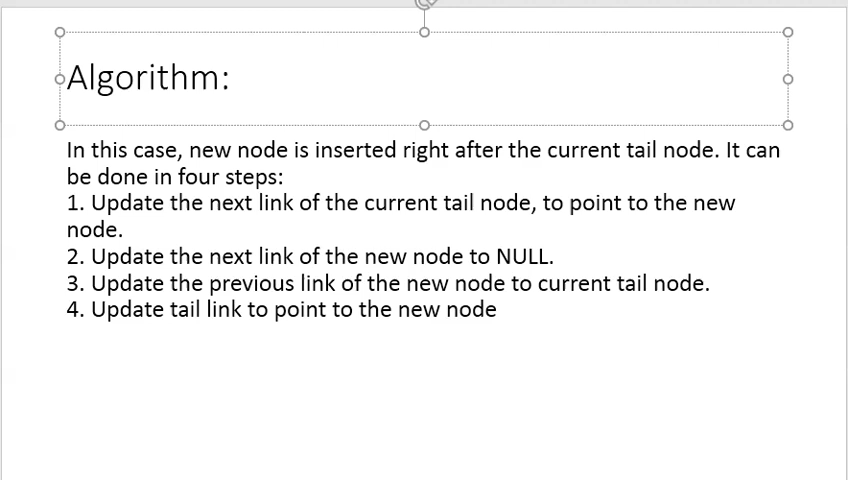 Algorithm:
In this case, new node is inserted right after the current tail node. It can
be done in four steps:
1. Update the next link of the current tail node, to point to the new
node.
2. Update the next link of the new node to NULL.
3. Update the previous link of the new node to current tail node.
4. Update tail link to point to the new node